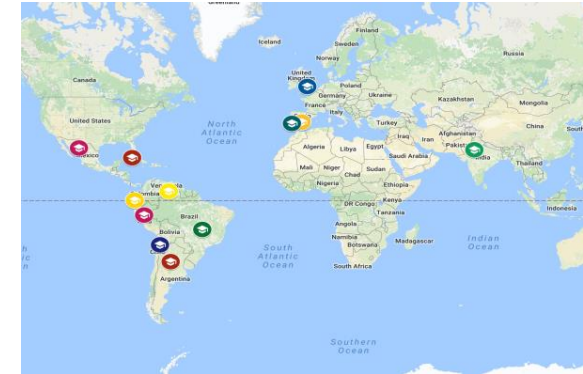 Greenland
Iceland
Finland
Sweden
Norway
Russia
United
Kingdom
Canada
Poland
Germany
Ukraine
France
Kazakhstan
Mongolia
Italy
North
Atlantic
Ocean
United States
Turkey
China
South
Iraq
Iran
Afghanistan
Pakist
Algeria
Libya
Egypt
Saudi Arabia
India
Thailand
Mexico
Mali
Niger
Chad
Sudan
Nigeria
Ethiopia
Venezuela
Colombia
DR Congo
Kenya
Indonesia
Tanzania
Brazil
Angola
Bolivia
Namibia
Botswana
Madagascar
Indian
Ocean
South
Atlantic
Ocean
South Africa
Argentina
Southern
Ocean